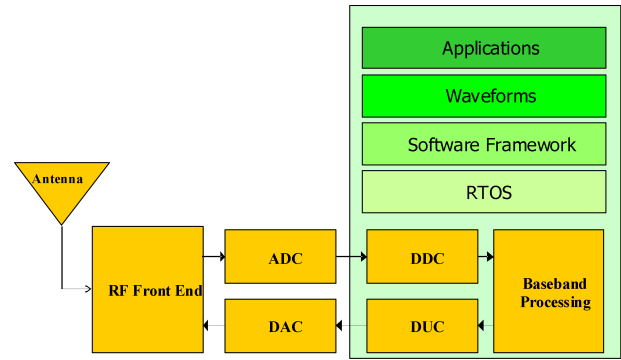 Applications
Waveforms
Software Framework
RTOS
Antenna
RF Front End
ADC
DDC
Baseband
Processing
DAC
DUC